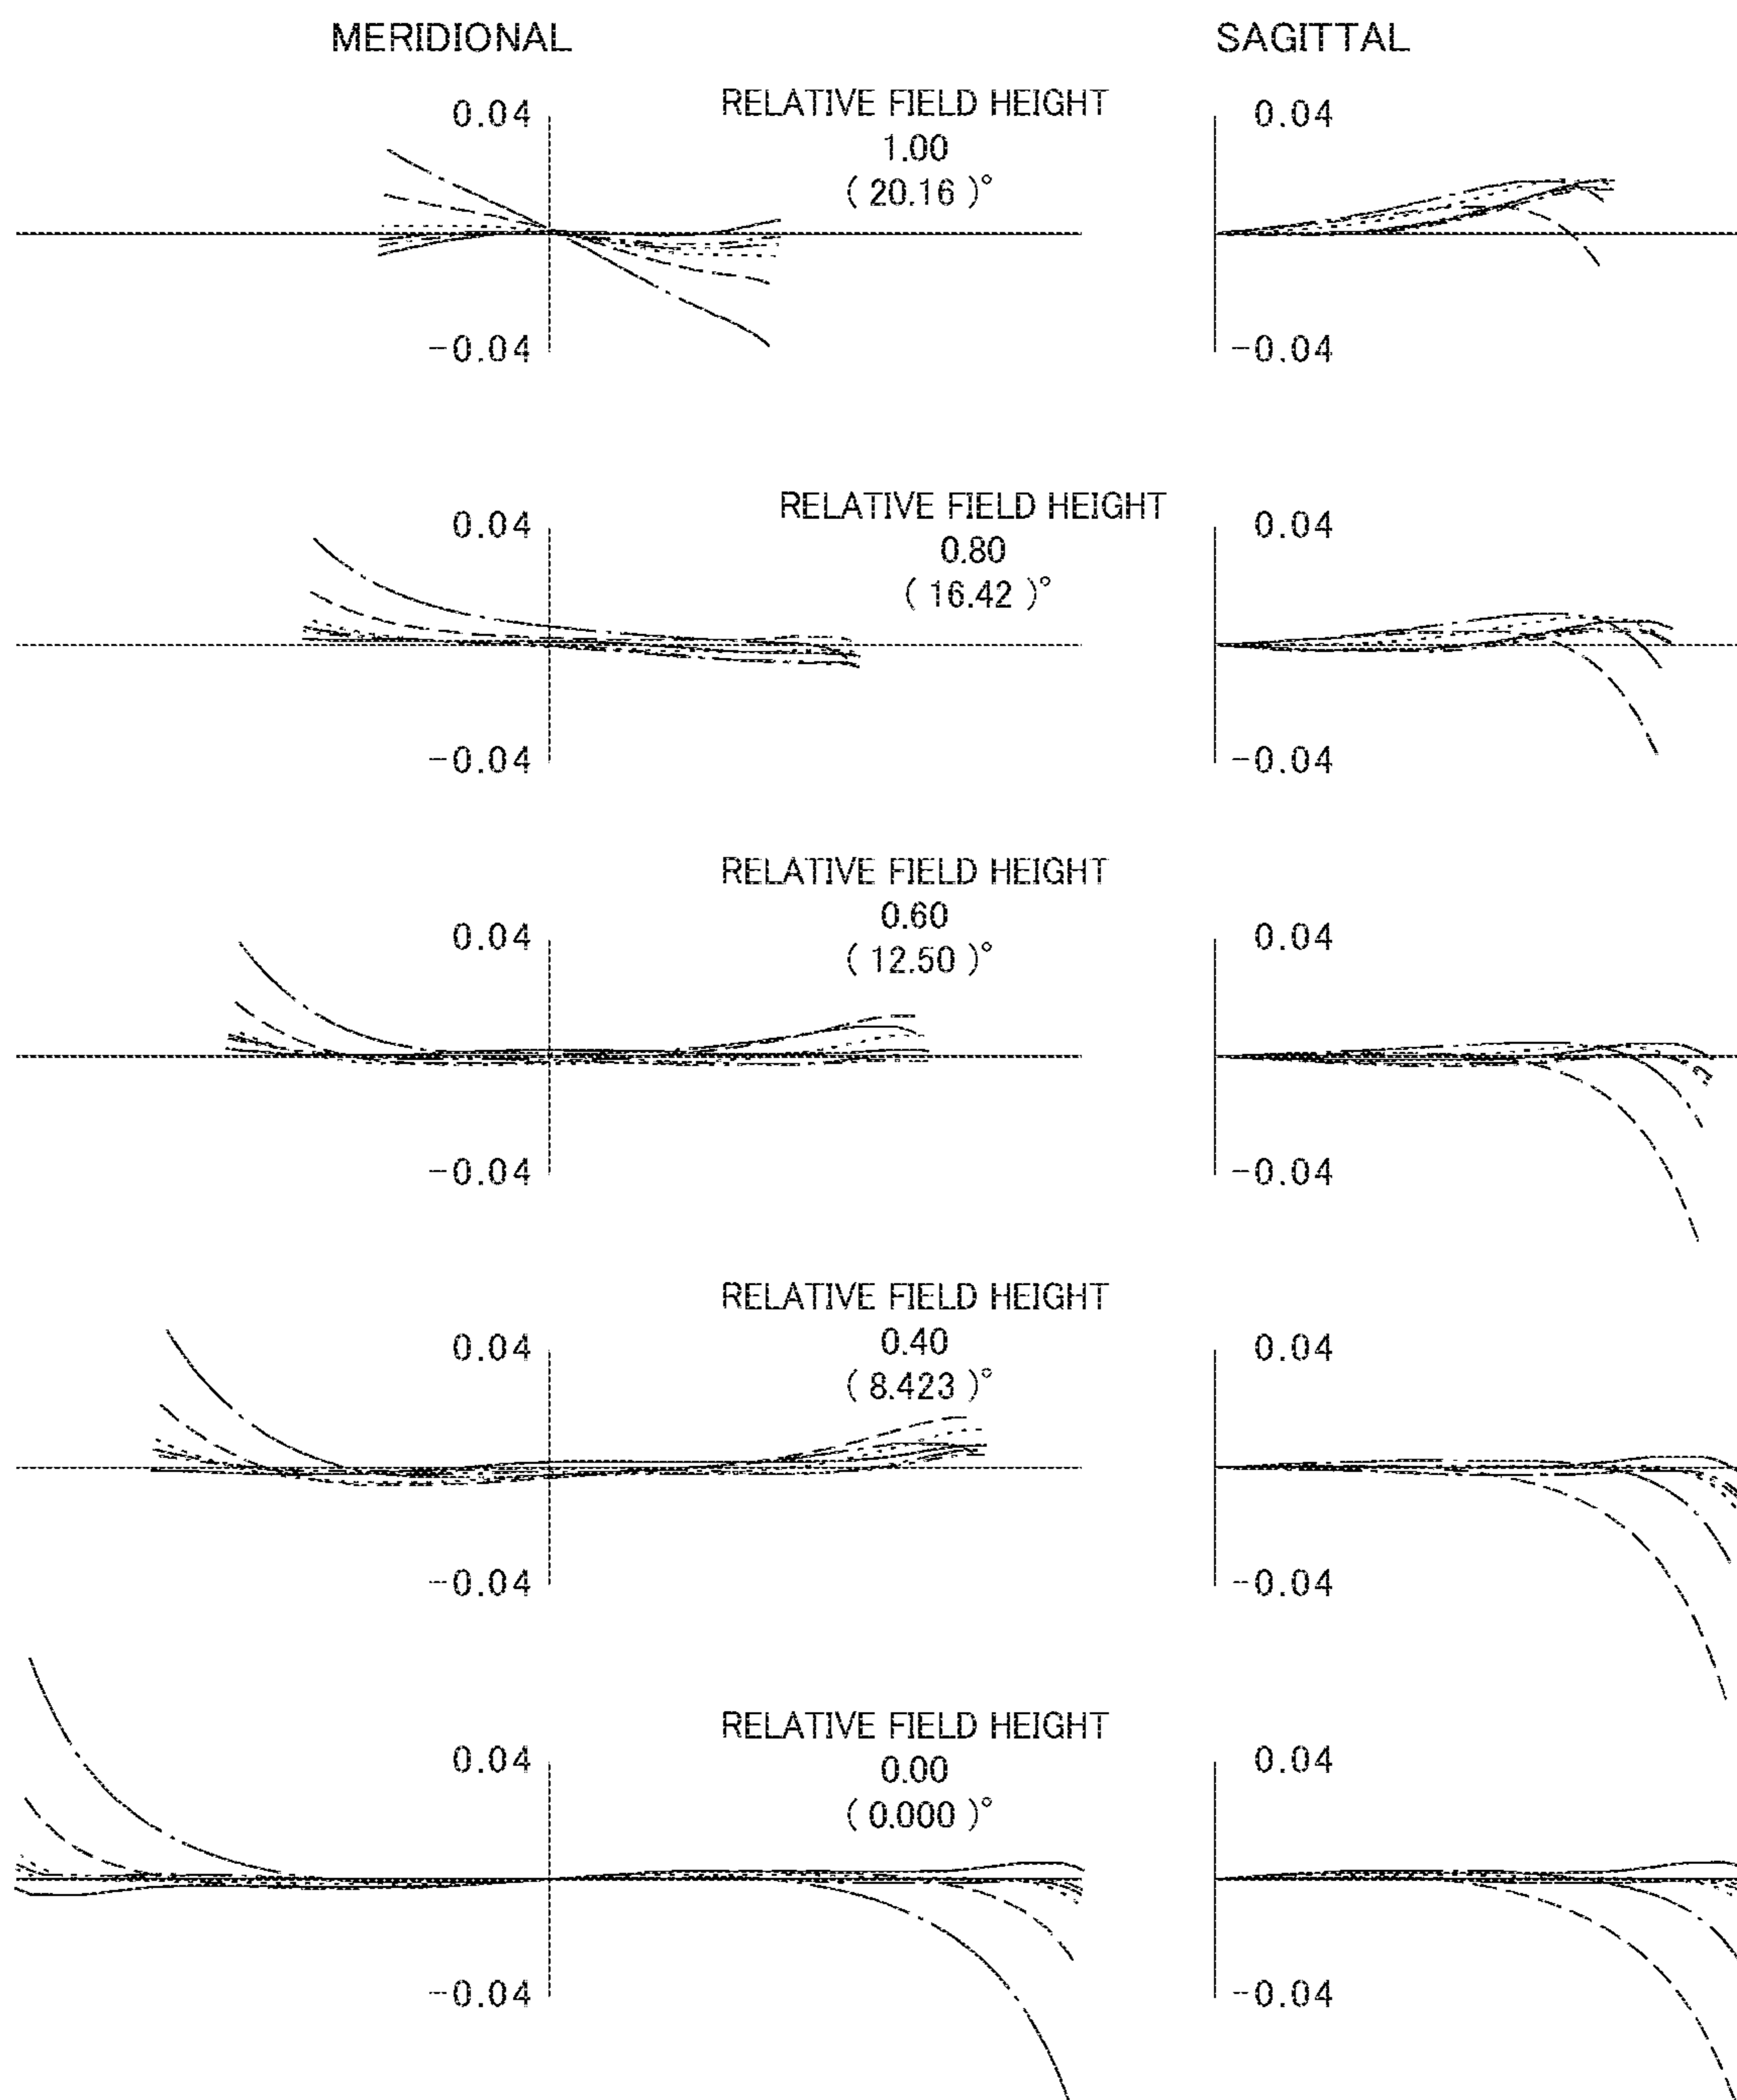 MERIDIONAL
SAGITTAL
RELATIVE FIELD HEIGHT
1.00
( 20.16 )°
0.04
-0.04
0.04
-0.04
RELATIVE FIELD HEIGHT
0.80
( 16.42 )°
0.04
-0.04
0.04
-0.04
RELATIVE FIELD HEIGHT
0.60
( 12.50 )°
0.04
-0.04
0.04
-0.04
RELATIVE FIELD HEIGHT
0.40
( 8.423 )°
0.04
-0.04
0.04
-0.04
RELATIVE FIELD HEIGHT
0.00
( 0.000 )°
0.04
-0.04
0.04
-0.04